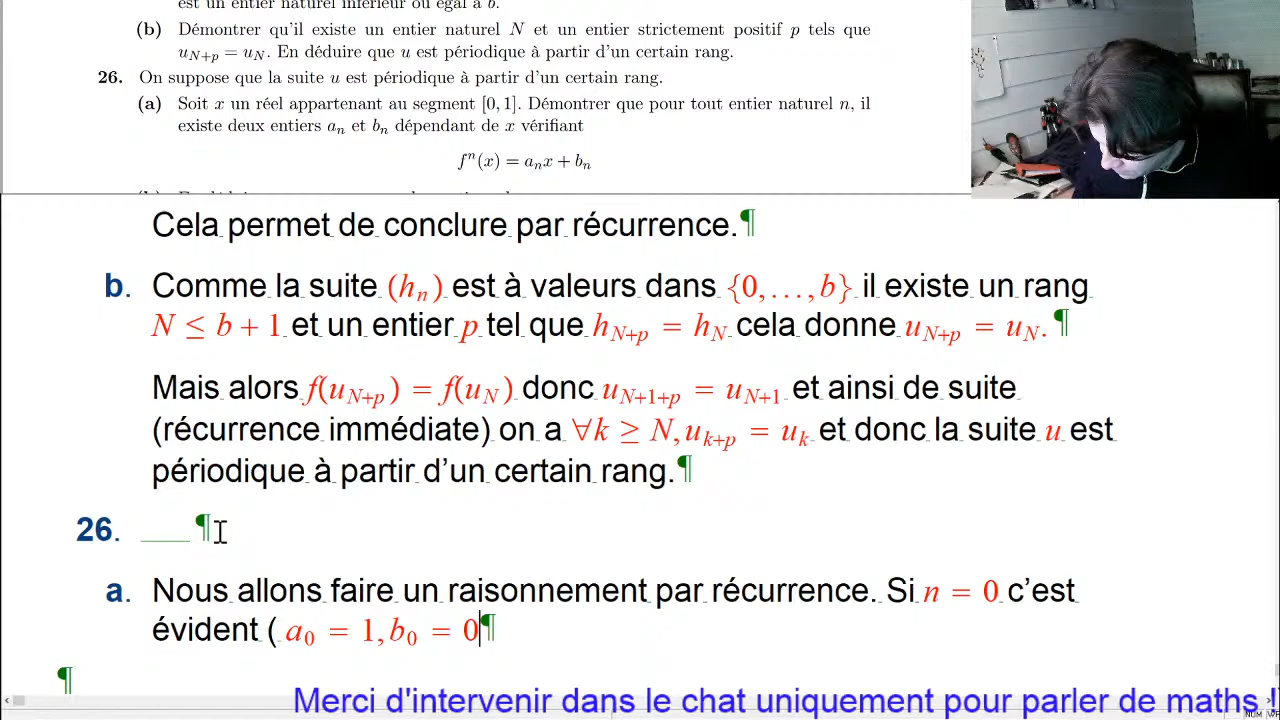 est un entier naturel inférieur ou égal à b.
(b) Démontrer qu'il existe un entier naturel N et un entier strictement positif p tels que
u_{N+p} = u_N. En déduire que u est périodique à partir d'un certain rang.
26. On suppose que la suite u est périodique à partir d'un certain rang.
(a) Soit x un réel appartenant au segment [0, 1]. Démontrer que pour tout entier naturel n, il
existe deux entiers a_n et b_n dépendant de x vérifiant
f^n(x) = a_n x + b_n
Cela permet de conclure par récurrence.¶
b. Comme la suite (h_n) est à valeurs dans {0,…,b} il existe un rang
N ≤ b + 1 et un entier p tel que h_{N+p} = h_N cela donne u_{N+p} = u_N.¶
Mais alors f(u_{N+p}) = f(u_N) donc u_{N+1+p} = u_{N+1} et ainsi de suite
(récurrence immédiate) on a ∀k ≥ N, u_{k+p} = u_k et donc la suite u est
périodique à partir d'un certain rang.¶
26. ¶
a. Nous allons faire un raisonnement par récurrence. Si n = 0 c'est
évident ( a_0 = 1, b_0 = 0¶
¶
Merci d'intervenir dans le chat uniquement pour parler de maths !
NUM